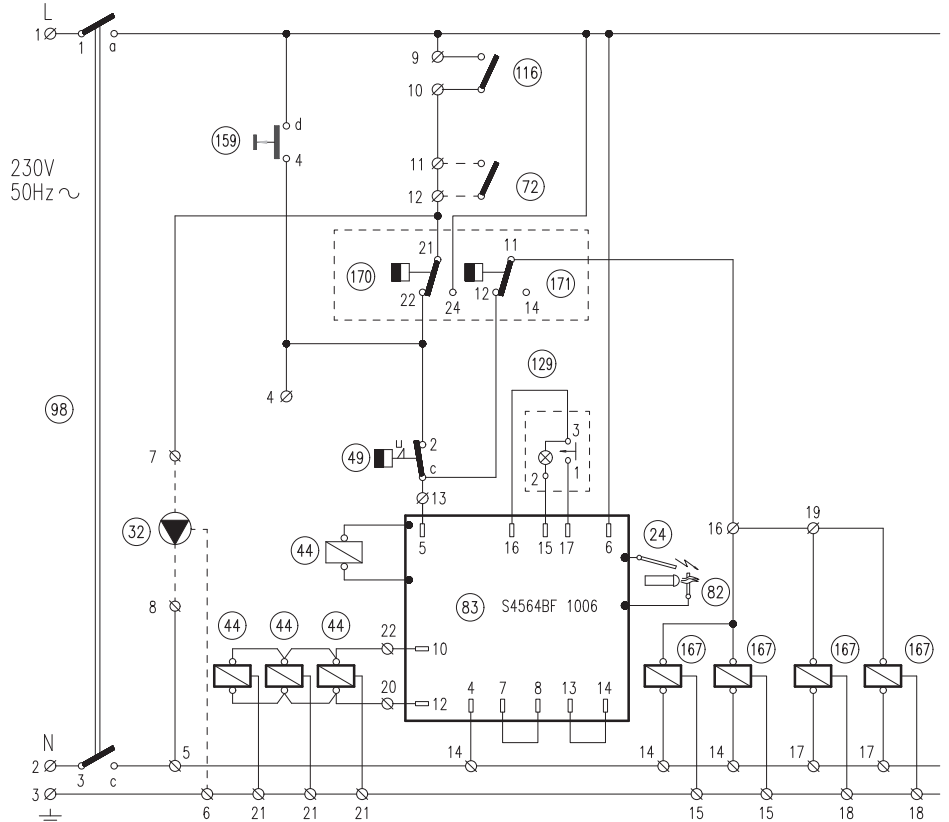 L
1 1 a
9
116
10
159
d
4
11
72
12
230V
50Hz
21 11
170 171
22 24 12 14
129
4
98
3
7
49 u 2
c
2 1
13
32
44
5 16 15 17 6
24
16 19
8
83 S4564BF 1006
82
44 44 44
22
10
20
12
4 7 8 13 14
167 167 167 167
N
2 3 c 5
14 14 14 17 17
3
6 21 21 21 15 15 18 18